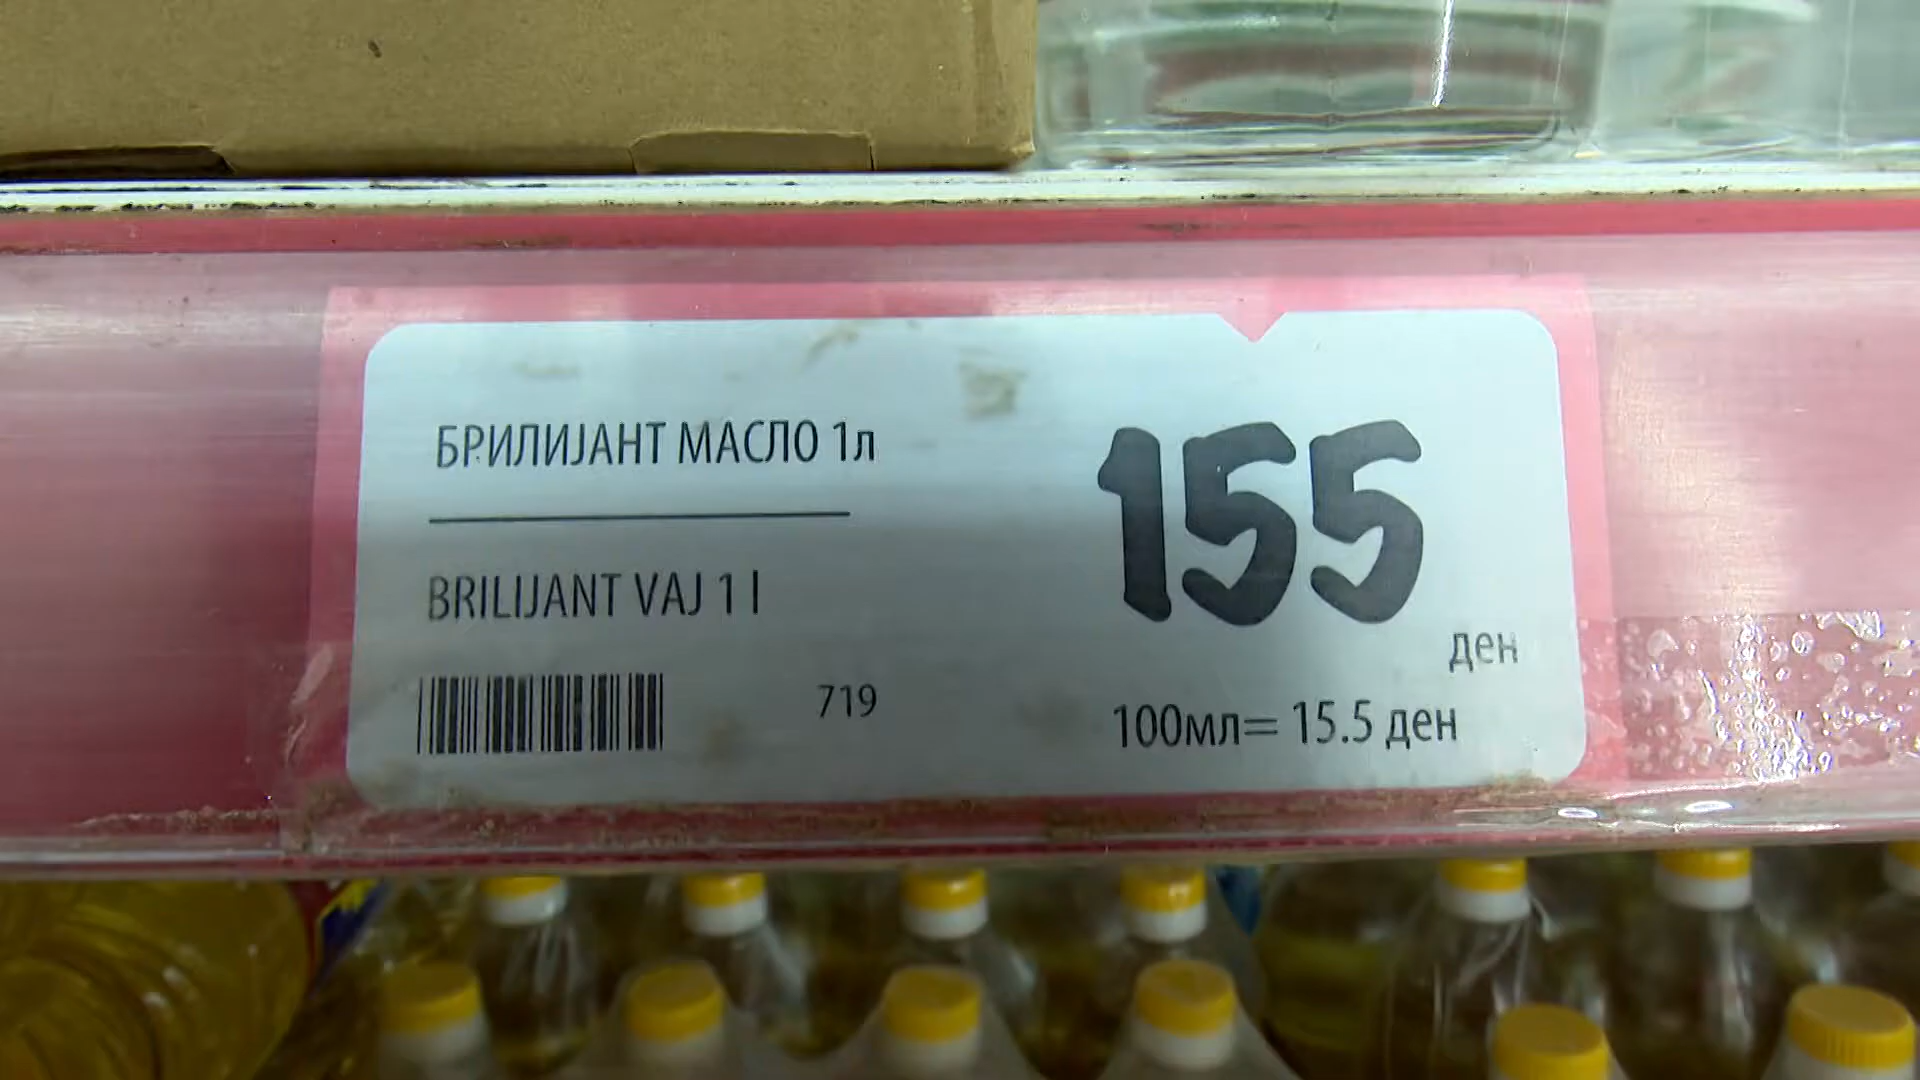 БРИЛИЈАНТ МАСЛО 1л
BRILIJANT VAJ 1 l
719
155
ден
100мл= 15.5 ден